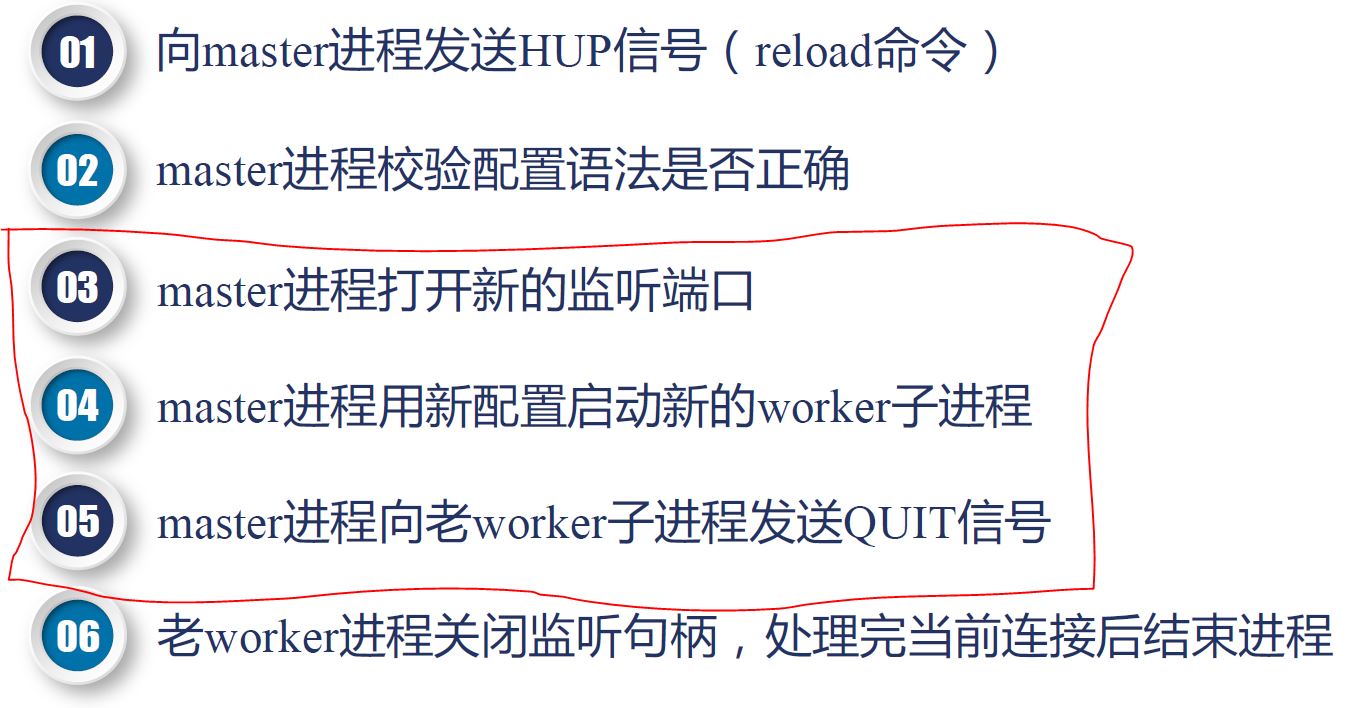 01 向master进程发送HUP信号（reload命令）
02 master进程校验配置语法是否正确
03 master进程打开新的监听端口
04 master进程用新配置启动新的worker子进程
05 master进程向老worker子进程发送QUIT信号
06 老worker进程关闭监听句柄，处理完当前连接后结束进程